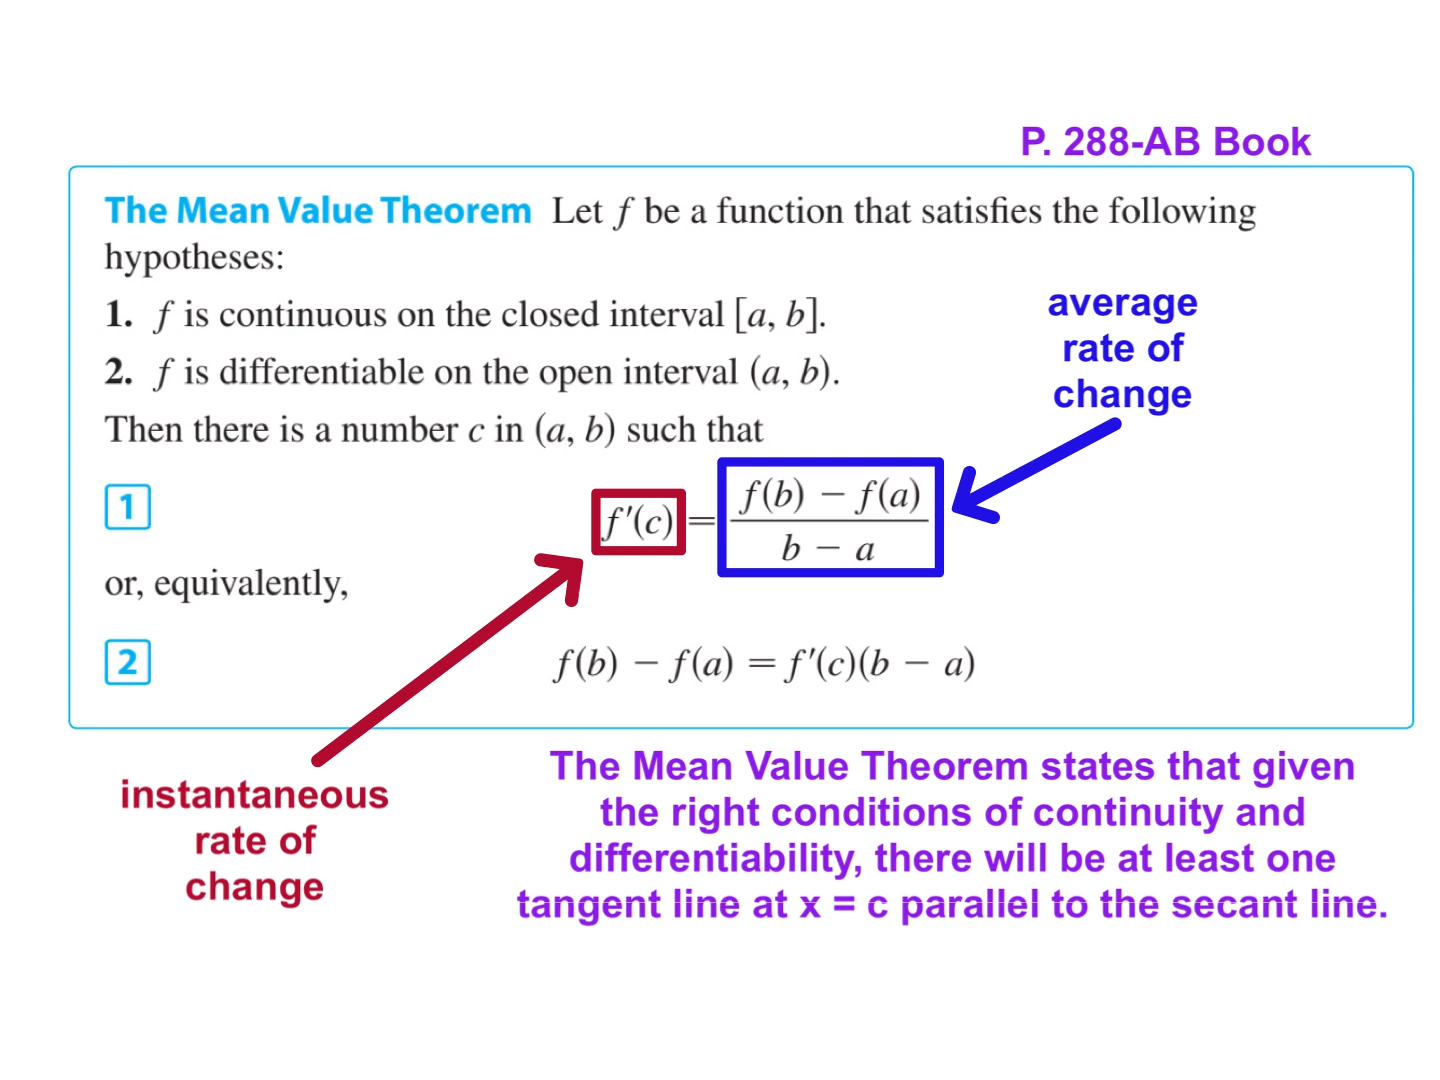 P. 288-AB Book
The Mean Value Theorem Let f be a function that satisfies the following
hypotheses:
1. f is continuous on the closed interval [a, b].
2. f is differentiable on the open interval (a, b).
Then there is a number c in (a, b) such that
average
rate of
change
1 f′(c) = f(b) − f(a) / b − a
or, equivalently,
2 f(b) − f(a) = f′(c)(b − a)
instantaneous
rate of
change
The Mean Value Theorem states that given
the right conditions of continuity and
differentiability, there will be at least one
tangent line at x = c parallel to the secant line.